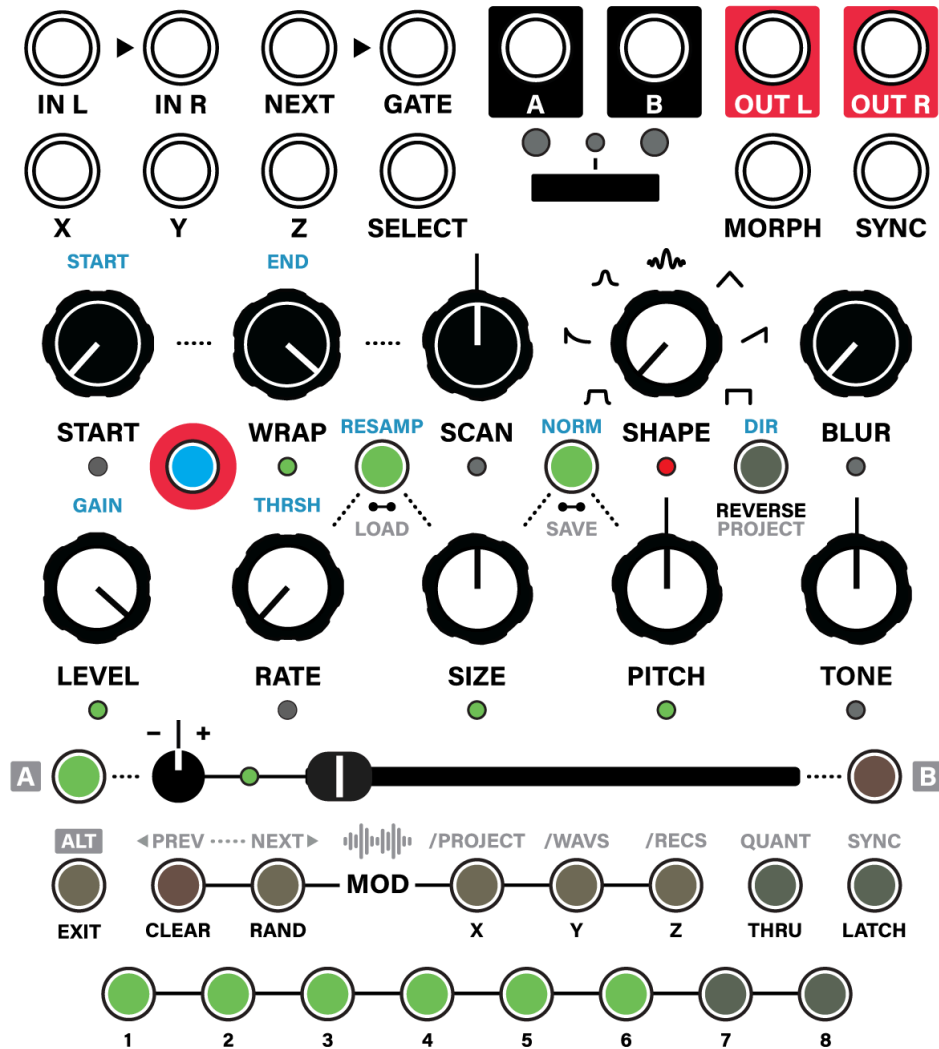 IN L IN R NEXT GATE A B OUT L OUT R
X Y Z SELECT MORPH SYNC
START END
START WRAP RESAMP SCAN NORM SHAPE DIR BLUR
GAIN THRSH LOAD SAVE REVERSE
PROJECT
LEVEL RATE SIZE PITCH TONE
− +
A B
ALT PREV NEXT /PROJECT /WAVS /RECS QUANT SYNC
MOD
EXIT CLEAR RAND X Y Z THRU LATCH
1 2 3 4 5 6 7 8